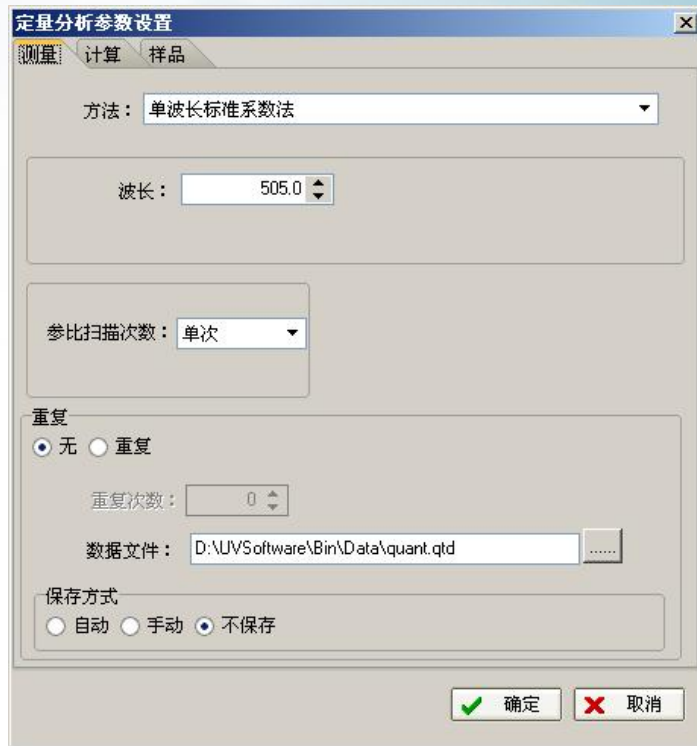 定量分析参数设置
测量 计算 样品
方法： 单波长标准系数法
波长： 505.0
参比扫描次数： 单次
重复
无 重复
重复次数： 0
数据文件： D:\UVSoftware\Bin\Data\quant.qtd ......
保存方式
自动 手动 不保存
确定 取消